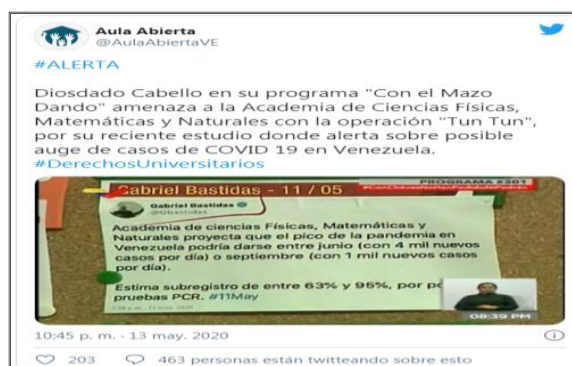 Aula Abierta
@AulaAbiertaVE
#ALERTA
Diosdado Cabello en su programa "Con el Mazo
Dando" amenaza a la Academia de Ciencias Físicas,
Matemáticas y Naturales con la operación "Tun Tun",
por su reciente estudio donde alerta sobre posible
auge de casos de COVID 19 en Venezuela.
#DerechosUniversitarios
PROGRAMA #301
Gabriel Bastidas - 11 / 05
Gabriel Bastidas
@Gbastidas
Academia de ciencias Físicas, Matemáticas y
Naturales proyecta que el pico de la pandemia en
Venezuela podría darse entre junio (con 4 mil nuevos
casos por día) o septiembre (con 1 mil nuevos casos
por día).
Estima subregistro de entre 63% y 95%, por
pruebas PCR. #11May
08:39 PM
10:45 p. m. · 13 may. 2020
203
463 personas están twitteando sobre esto